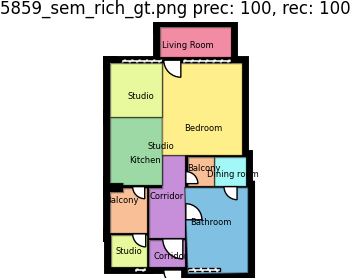 5859_sem_rich_gt.png prec: 100, rec: 100
Living Room
Studio
Bedroom
Studio
Kitchen
Balcony
Dining room
Corridor
Balcony
Bathroom
Studio
Corridor